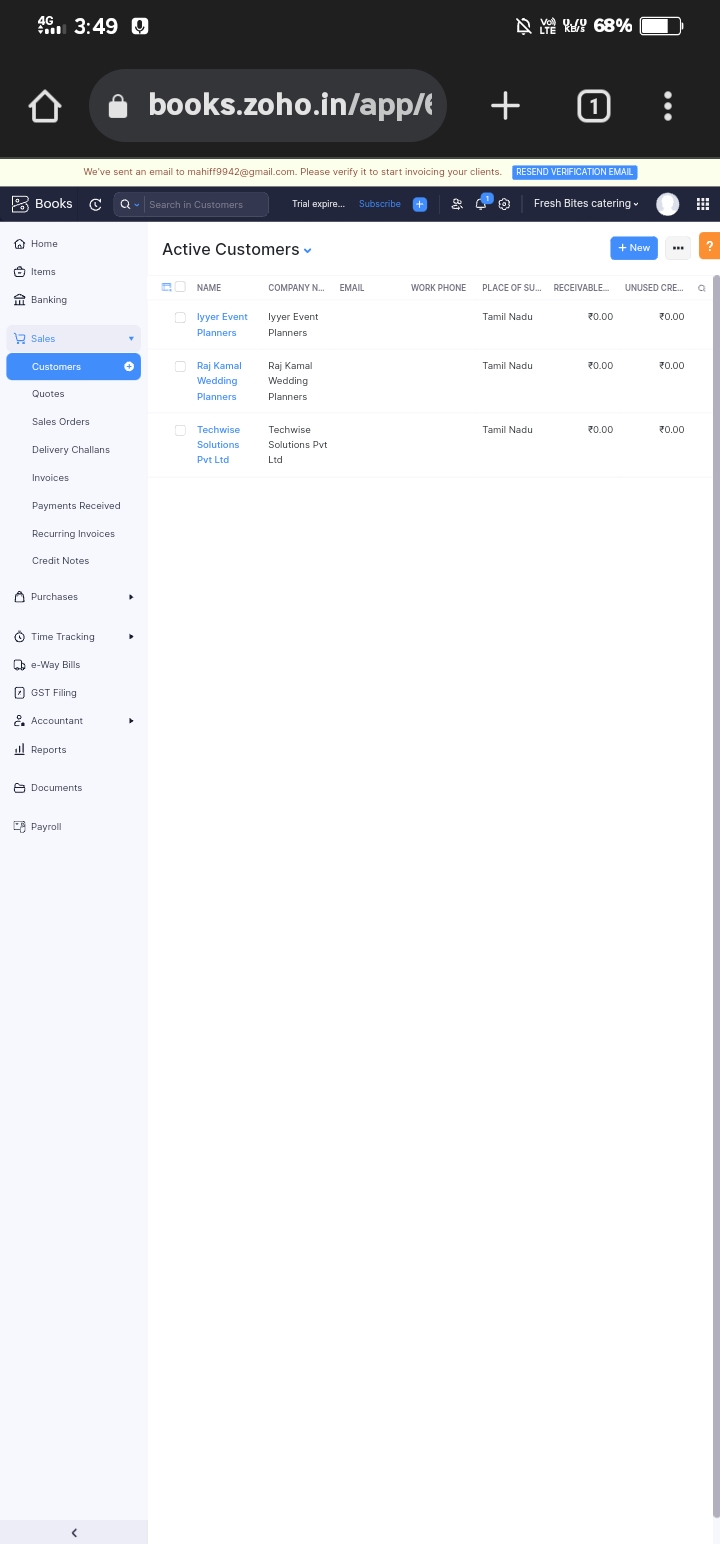 4G 3:49 Vo) LTE 0.70 KB/s 68%
books.zoho.in/app/6
1
We've sent an email to mahiff9942@gmail.com. Please verify it to start invoicing your clients. RESEND VERIFICATION EMAIL
Books Search in Customers Trial expire... Subscribe 1 Fresh Bites catering
Home
Items
Banking
Sales
Customers
Quotes
Sales Orders
Delivery Challans
Invoices
Payments Received
Recurring Invoices
Credit Notes
Purchases
Time Tracking
e-Way Bills
GST Filing
Accountant
Reports
Documents
Payroll
Active Customers
+ New
?
NAME COMPANY N... EMAIL WORK PHONE PLACE OF SU... RECEIVABLE... UNUSED CRE...
Iyyer Event Iyyer Event Tamil Nadu ₹0.00 ₹0.00
Planners Planners
Raj Kamal Raj Kamal Tamil Nadu ₹0.00 ₹0.00
Wedding Wedding
Planners Planners
Techwise Techwise Tamil Nadu ₹0.00 ₹0.00
Solutions Solutions Pvt
Pvt Ltd Ltd